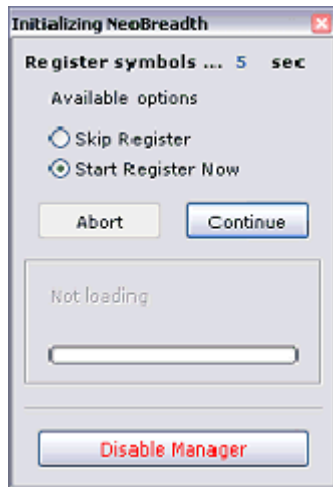 Initializing NeoBreadth
Register symbols ... 5 sec
Available options
Skip Register
Start Register Now
Abort Continue
Not loading
Disable Manager